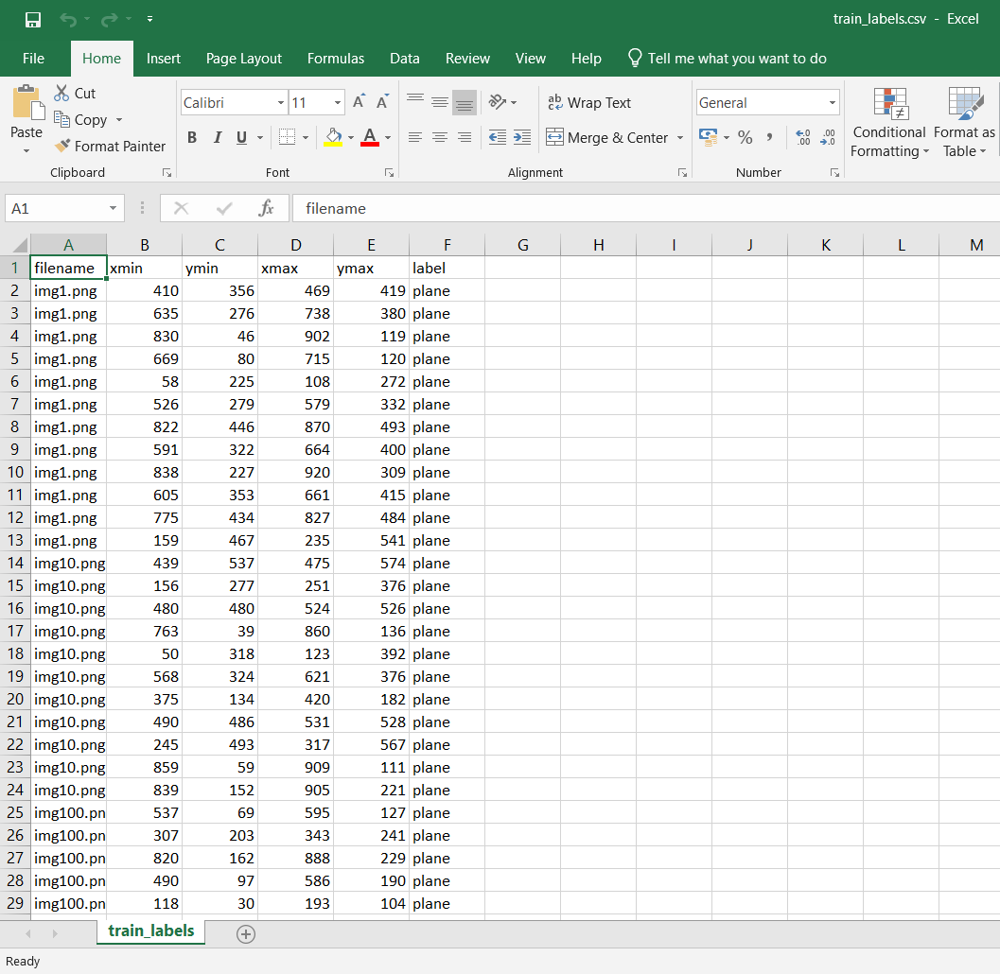 train_labels.csv - Excel
File Home Insert Page Layout Formulas Data Review View Help Tell me what you want to do
Paste
Cut
Copy
Format Painter
Clipboard
Calibri 11 A A
B I U A
Font
ab Wrap Text
Merge & Center
Alignment
General
% , .00 .00
Number
Conditional Formatting
Format as Table
A1 fx filename
A B C D E F G H I J K L M
1 filename xmin ymin xmax ymax label
2 img1.png 410 356 469 419 plane
3 img1.png 635 276 738 380 plane
4 img1.png 830 46 902 119 plane
5 img1.png 669 80 715 120 plane
6 img1.png 58 225 108 272 plane
7 img1.png 526 279 579 332 plane
8 img1.png 822 446 870 493 plane
9 img1.png 591 322 664 400 plane
10 img1.png 838 227 920 309 plane
11 img1.png 605 353 661 415 plane
12 img1.png 775 434 827 484 plane
13 img1.png 159 467 235 541 plane
14 img10.png 439 537 475 574 plane
15 img10.png 156 277 251 376 plane
16 img10.png 480 480 524 526 plane
17 img10.png 763 39 860 136 plane
18 img10.png 50 318 123 392 plane
19 img10.png 568 324 621 376 plane
20 img10.png 375 134 420 182 plane
21 img10.png 490 486 531 528 plane
22 img10.png 245 493 317 567 plane
23 img10.png 859 59 909 111 plane
24 img10.png 839 152 905 221 plane
25 img100.pn 537 69 595 127 plane
26 img100.pn 307 203 343 241 plane
27 img100.pn 820 162 888 229 plane
28 img100.pn 490 97 586 190 plane
29 img100.pn 118 30 193 104 plane
train_labels
Ready